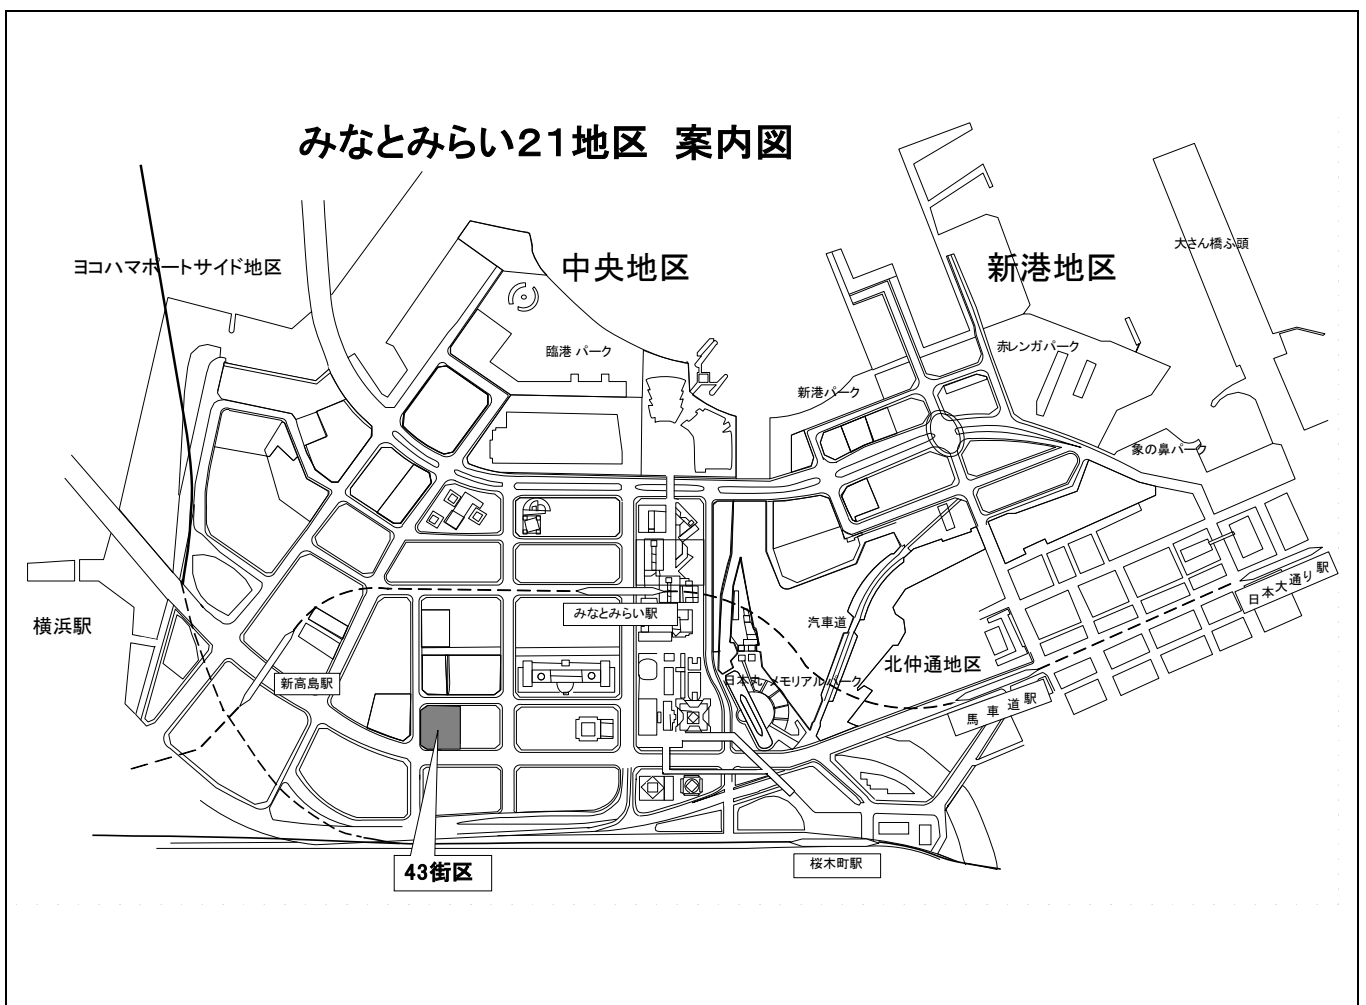 みなとみらい21地区 案内図
ヨコハマポートサイド地区
中央地区
新港地区
大さん橋ふ頭
臨港パーク
赤レンガパーク
新港パーク
象の鼻パーク
横浜駅
みなとみらい駅
汽車道
日本大通り駅
北仲通地区
新高島駅
日本丸メモリアルパーク
馬車道駅
43街区
桜木町駅